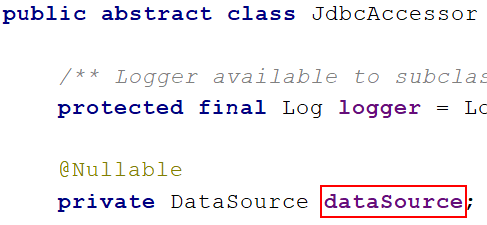 public abstract class JdbcAccessor
/** Logger available to subclas
protected final Log logger = Lo
@Nullable
private DataSource dataSource;